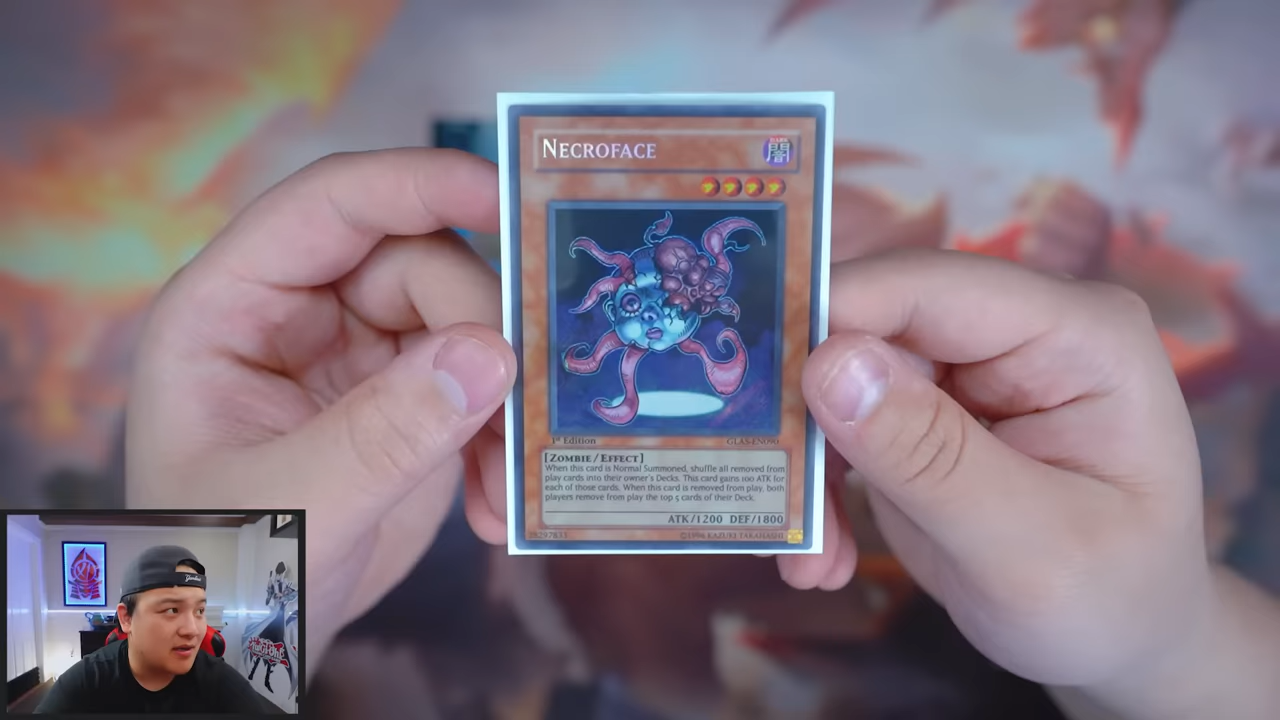 NECROFACE
DARK
闇
1st Edition
GLAS-EN090
[ZOMBIE/EFFECT]
When this card is Normal Summoned, shuffle all removed from
play cards into their owner's Decks. This card gains 100 ATK for
each of those cards. When this card is removed from play, both
players remove from play the top 5 cards of their Deck.
ATK/1200 DEF/1800
28297833
©1996 KAZUKI TAKAHASHI
YU-GI-OH!